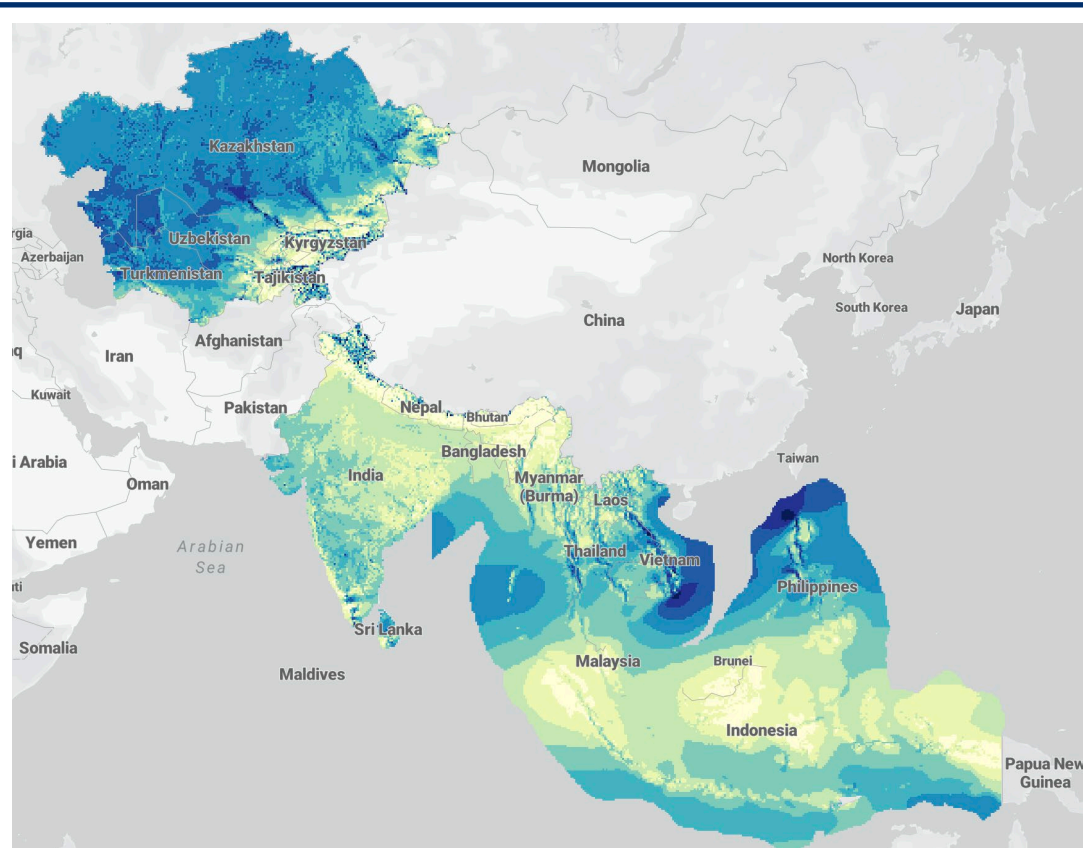 Kazakhstan
Mongolia
rgia
Azerbaijan
Uzbekistan
Kyrgyzstan
Turkmenistan
Tajikistan
North Korea
South Korea
Japan
China
Afghanistan
Iran
q
Kuwait
Pakistan
Nepal
Bhutan
Bangladesh
Taiwan
i Arabia
Oman
India
Myanmar
(Burma)
Laos
Yemen
Arabian
Sea
Thailand
Vietnam
Philippines
uti
Sri Lanka
Somalia
Maldives
Malaysia
Brunei
Indonesia
Papua New
Guinea